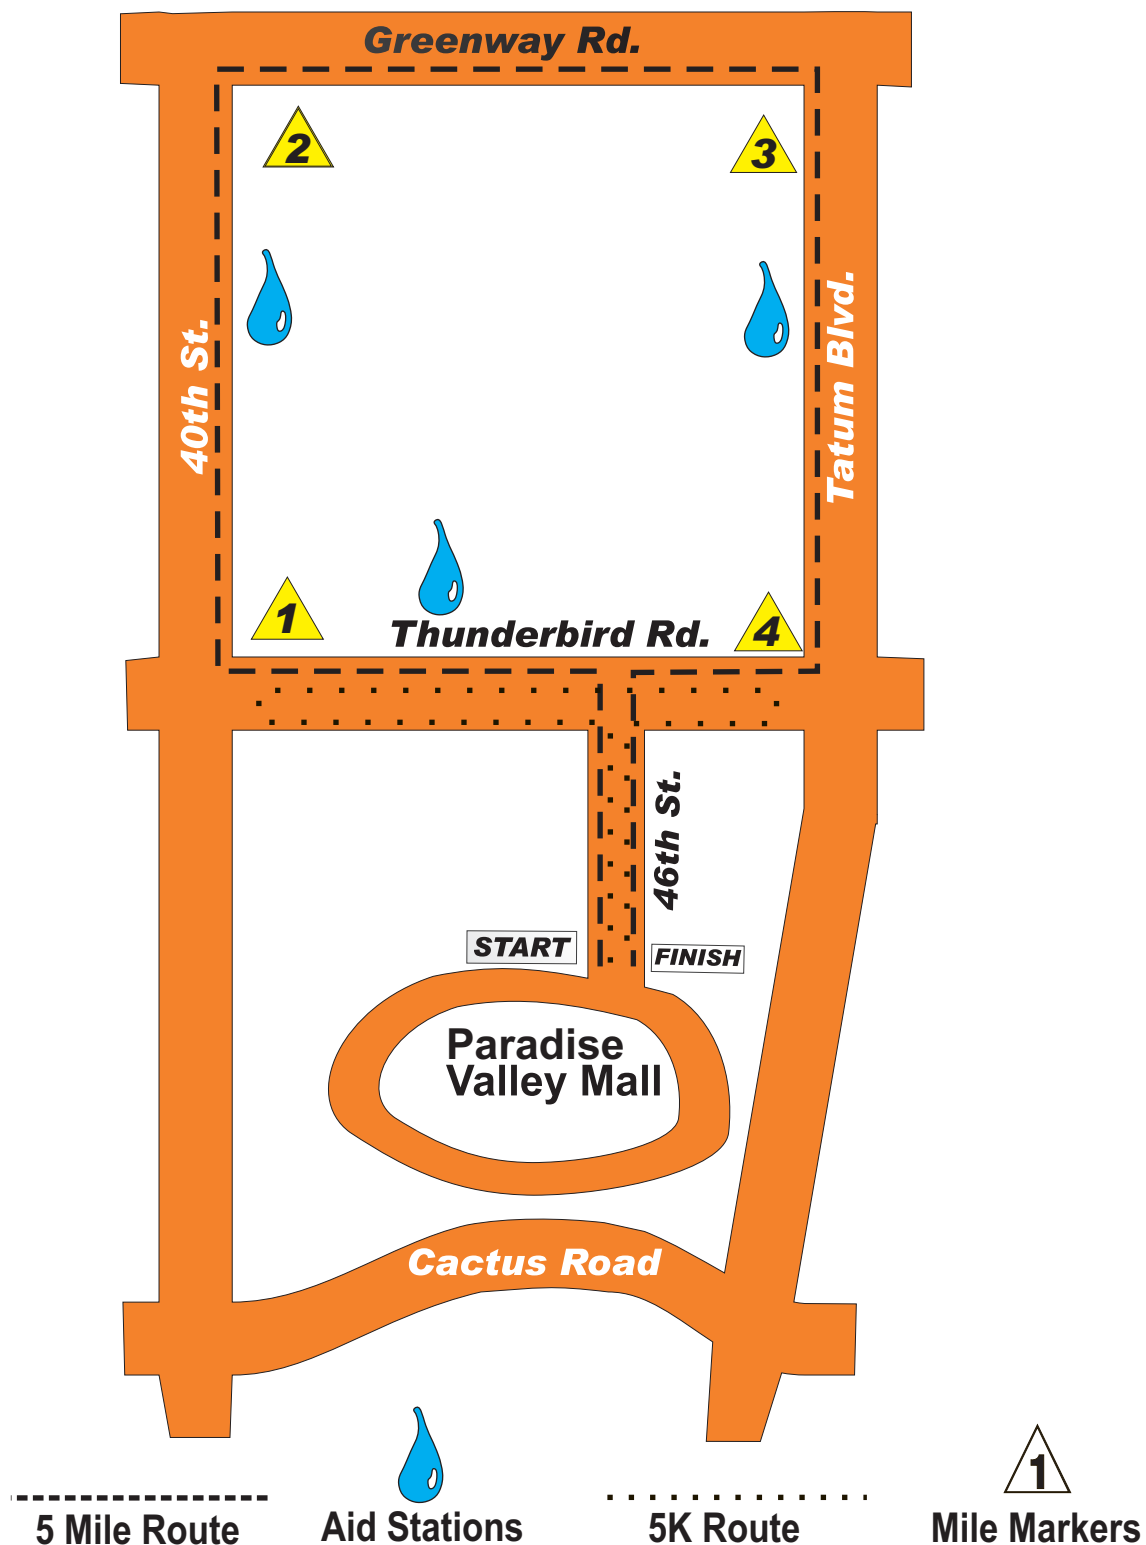 Greenway Rd.
2
3
40th St.
Tatum Blvd.
1
Thunderbird Rd.
4
46th St.
START
FINISH
Paradise
Valley Mall
Cactus Road
5 Mile Route
Aid Stations
5K Route
1
Mile Markers